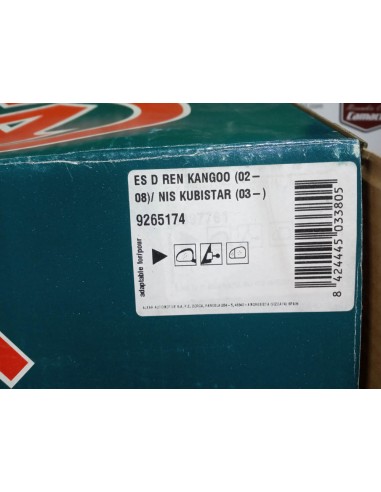 ES D REN KANGOO (02-
08)/ NIS KUBISTAR (03-)
9265174
adaptable for/pour
8 424445 033805